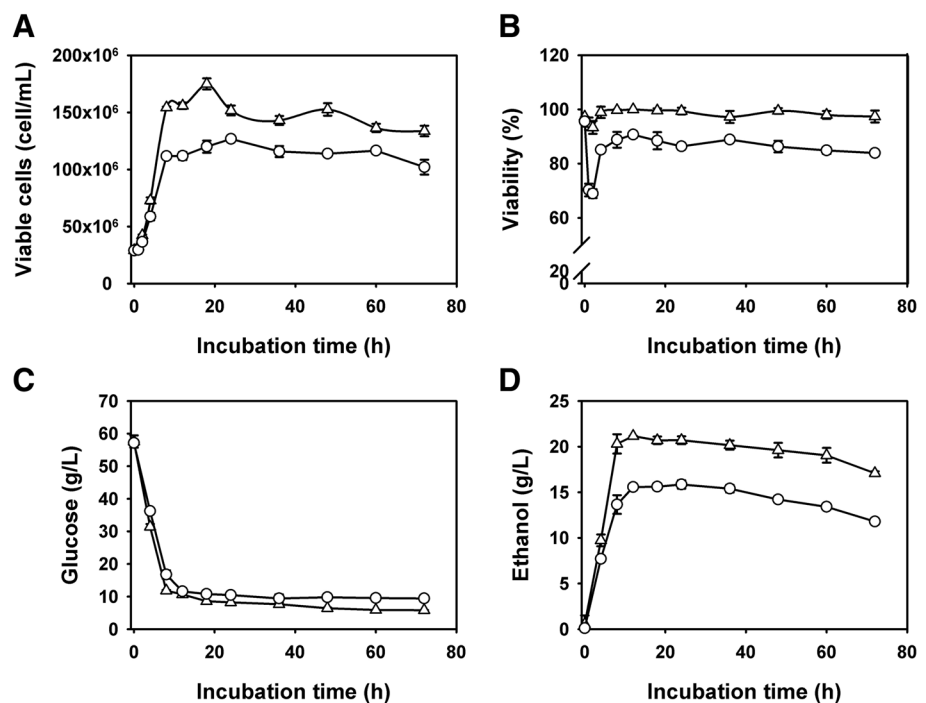 A
Viable cells (cell/mL)
200x10⁶
150x10⁶
100x10⁶
50x10⁶
0
0 20 40 60 80
Incubation time (h)
B
Viability (%)
120
100
80
60
20
0
0 20 40 60 80
Incubation time (h)
C
Glucose (g/L)
70
60
50
40
30
20
10
0
0 20 40 60 80
Incubation time (h)
D
Ethanol (g/L)
25
20
15
10
5
0
0 20 40 60 80
Incubation time (h)